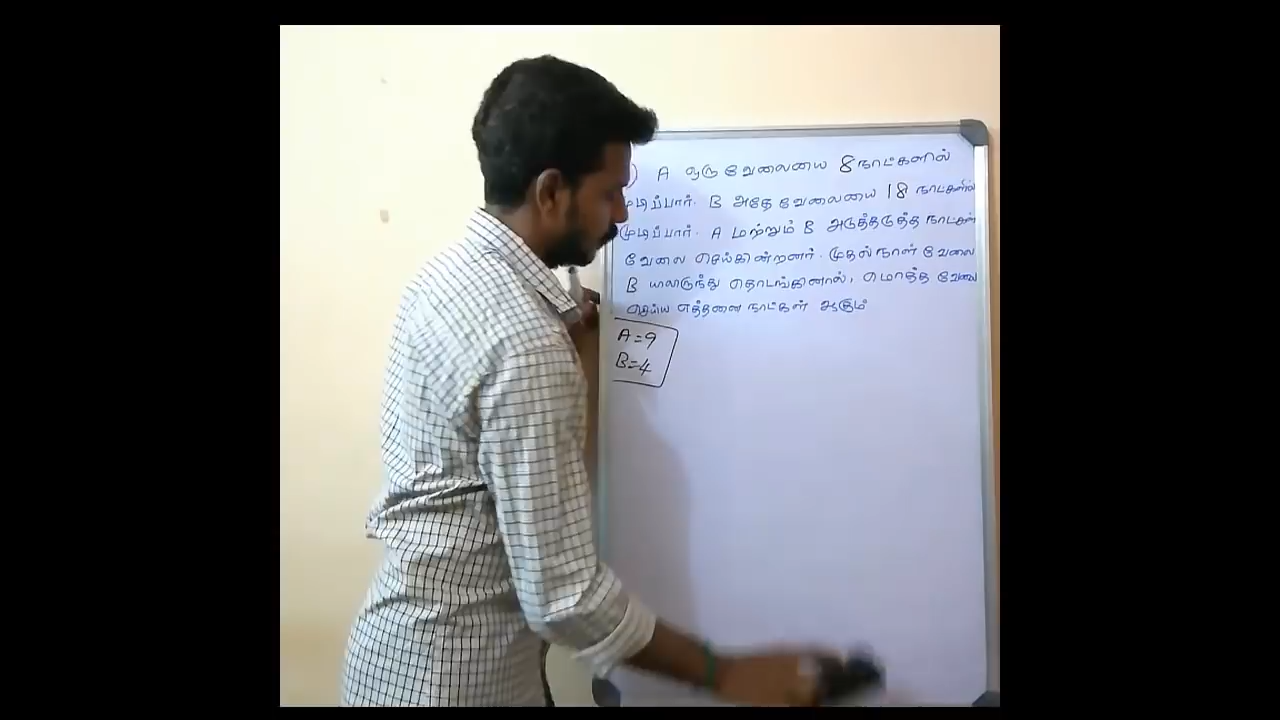 ) A ஒரு வேலையை 8 நாட்களில்
முடிப்பார். B அதே வேலையை 18 நாட்களில்
முடிப்பார். A மற்றும் B அடுத்தடுத்த நாட்கள்
வேலை செய்கின்றனர். முதல் நாள் வேலை
B யிலிருந்து தொடங்கினால், மொத்த வேலை
செய்ய எத்தனை நாட்கள் ஆகும்
A=9
B=4